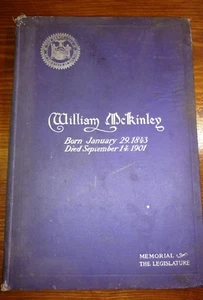 William McKinley
Born January 29.1843
Died September 14.1901
MEMORIAL
THE LEGISLATURE